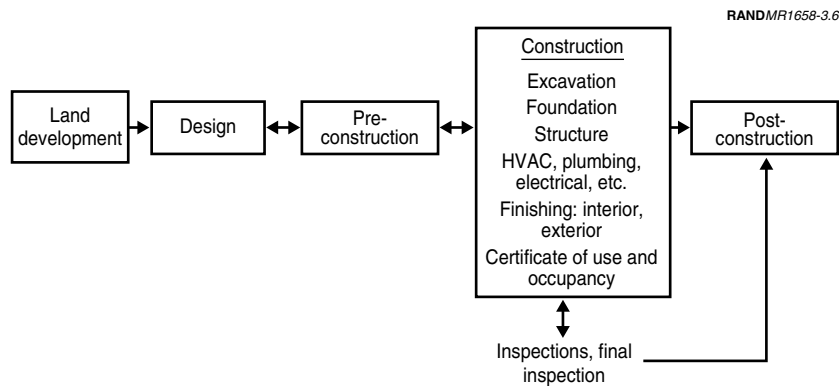 RANDMR1658-3.6
Land
development
Design
Pre-
construction
Construction
Excavation
Foundation
Structure
HVAC, plumbing,
electrical, etc.
Finishing: interior,
exterior
Certificate of use and
occupancy
Post-
construction
Inspections, final
inspection